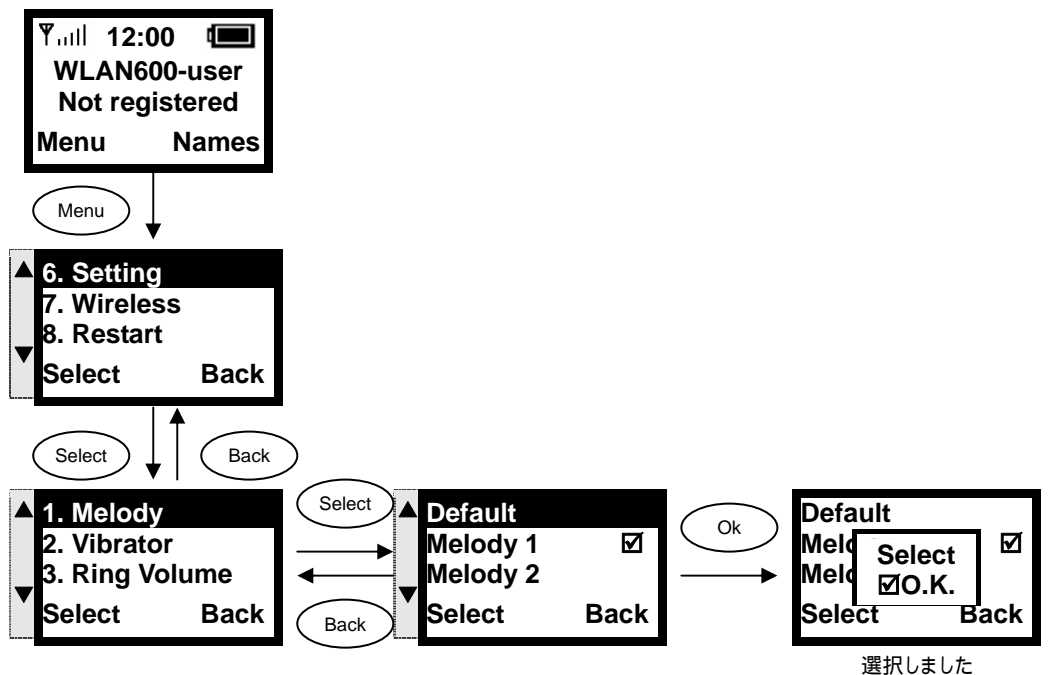 12:00
WLAN600-user
Not registered
Menu Names
Menu
6. Setting
7. Wireless
8. Restart
Select Back
Select
Back
1. Melody
2. Vibrator
3. Ring Volume
Select Back
Select
Back
Default
Melody 1 ☑
Melody 2
Select Back
Ok
Default
Melo ☑
Melo
Select
☑O.K.
Select Back
選択しました